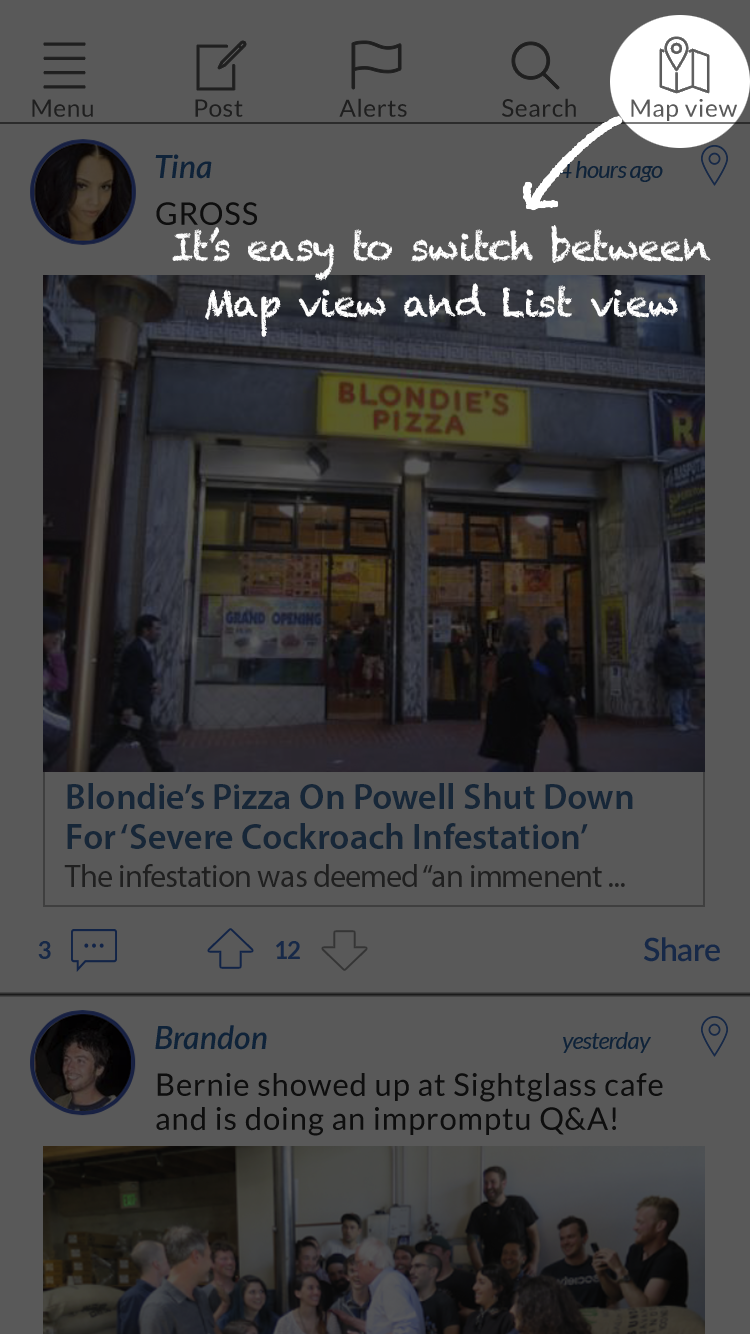 Menu
Post
Alerts
Search
Map view
Tina
4 hours ago
GROSS
It's easy to switch between
Map view and List view
BLONDIE'S
PIZZA
RA
GRAND OPENING
Blondie's Pizza On Powell Shut Down
For ‘Severe Cockroach Infestation’
The infestation was deemed “an immenent ...
3
12
Share
Brandon
yesterday
Bernie showed up at Sightglass cafe
and is doing an impromptu Q&A!